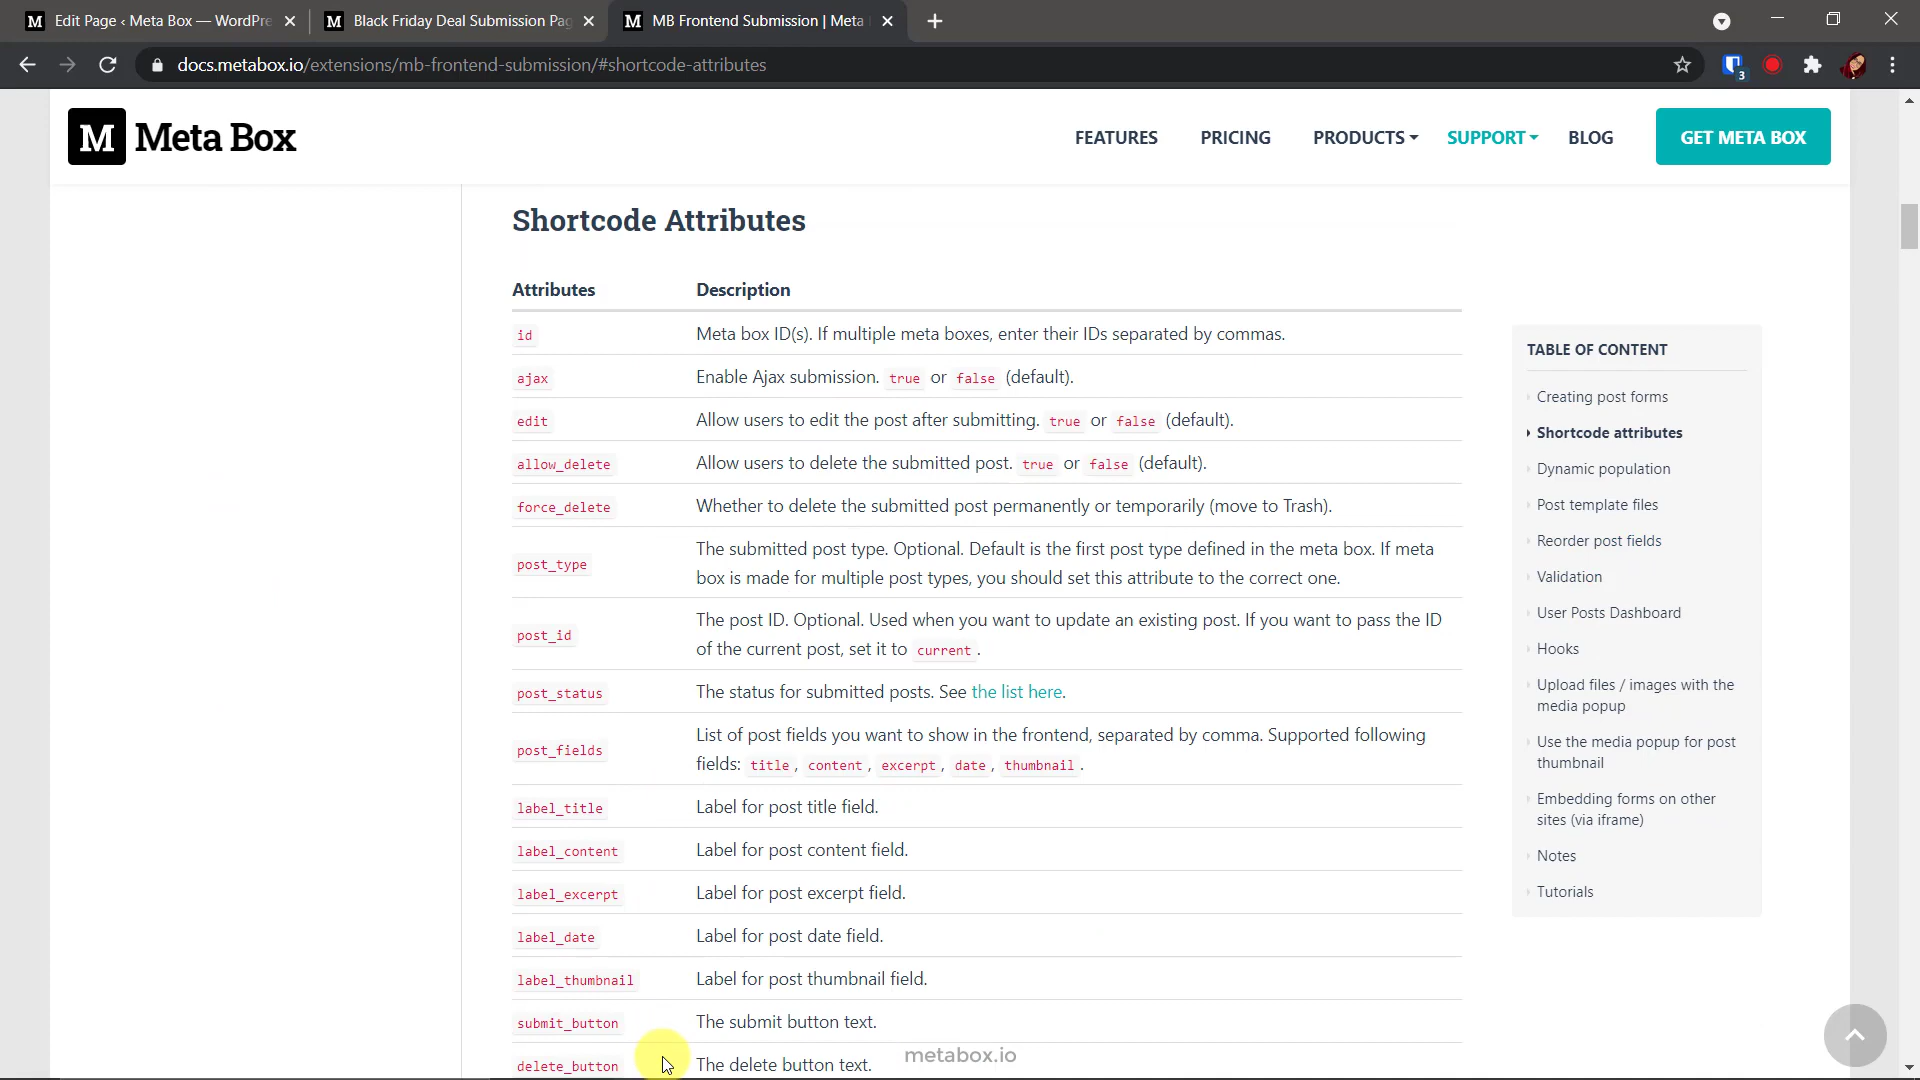 Edit Page ‹ Meta Box — WordPre
Black Friday Deal Submission Pag
MB Frontend Submission | Meta
docs.metabox.io/extensions/mb-frontend-submission/#shortcode-attributes
3
M Meta Box
FEATURES
PRICING
PRODUCTS
SUPPORT
BLOG
GET META BOX
Shortcode Attributes
Attributes Description
id Meta box ID(s). If multiple meta boxes, enter their IDs separated by commas.
ajax Enable Ajax submission. true or false (default).
edit Allow users to edit the post after submitting. true or false (default).
allow_delete Allow users to delete the submitted post. true or false (default).
force_delete Whether to delete the submitted post permanently or temporarily (move to Trash).
post_type The submitted post type. Optional. Default is the first post type defined in the meta box. If meta
box is made for multiple post types, you should set this attribute to the correct one.
post_id The post ID. Optional. Used when you want to update an existing post. If you want to pass the ID
of the current post, set it to current.
post_status The status for submitted posts. See the list here.
post_fields List of post fields you want to show in the frontend, separated by comma. Supported following
fields: title, content, excerpt, date, thumbnail.
label_title Label for post title field.
label_content Label for post content field.
label_excerpt Label for post excerpt field.
label_date Label for post date field.
label_thumbnail Label for post thumbnail field.
submit_button The submit button text.
delete_button The delete button text.
TABLE OF CONTENT
Creating post forms
Shortcode attributes
Dynamic population
Post template files
Reorder post fields
Validation
User Posts Dashboard
Hooks
Upload files / images with the
media popup
Use the media popup for post
thumbnail
Embedding forms on other
sites (via iframe)
Notes
Tutorials
metabox.io